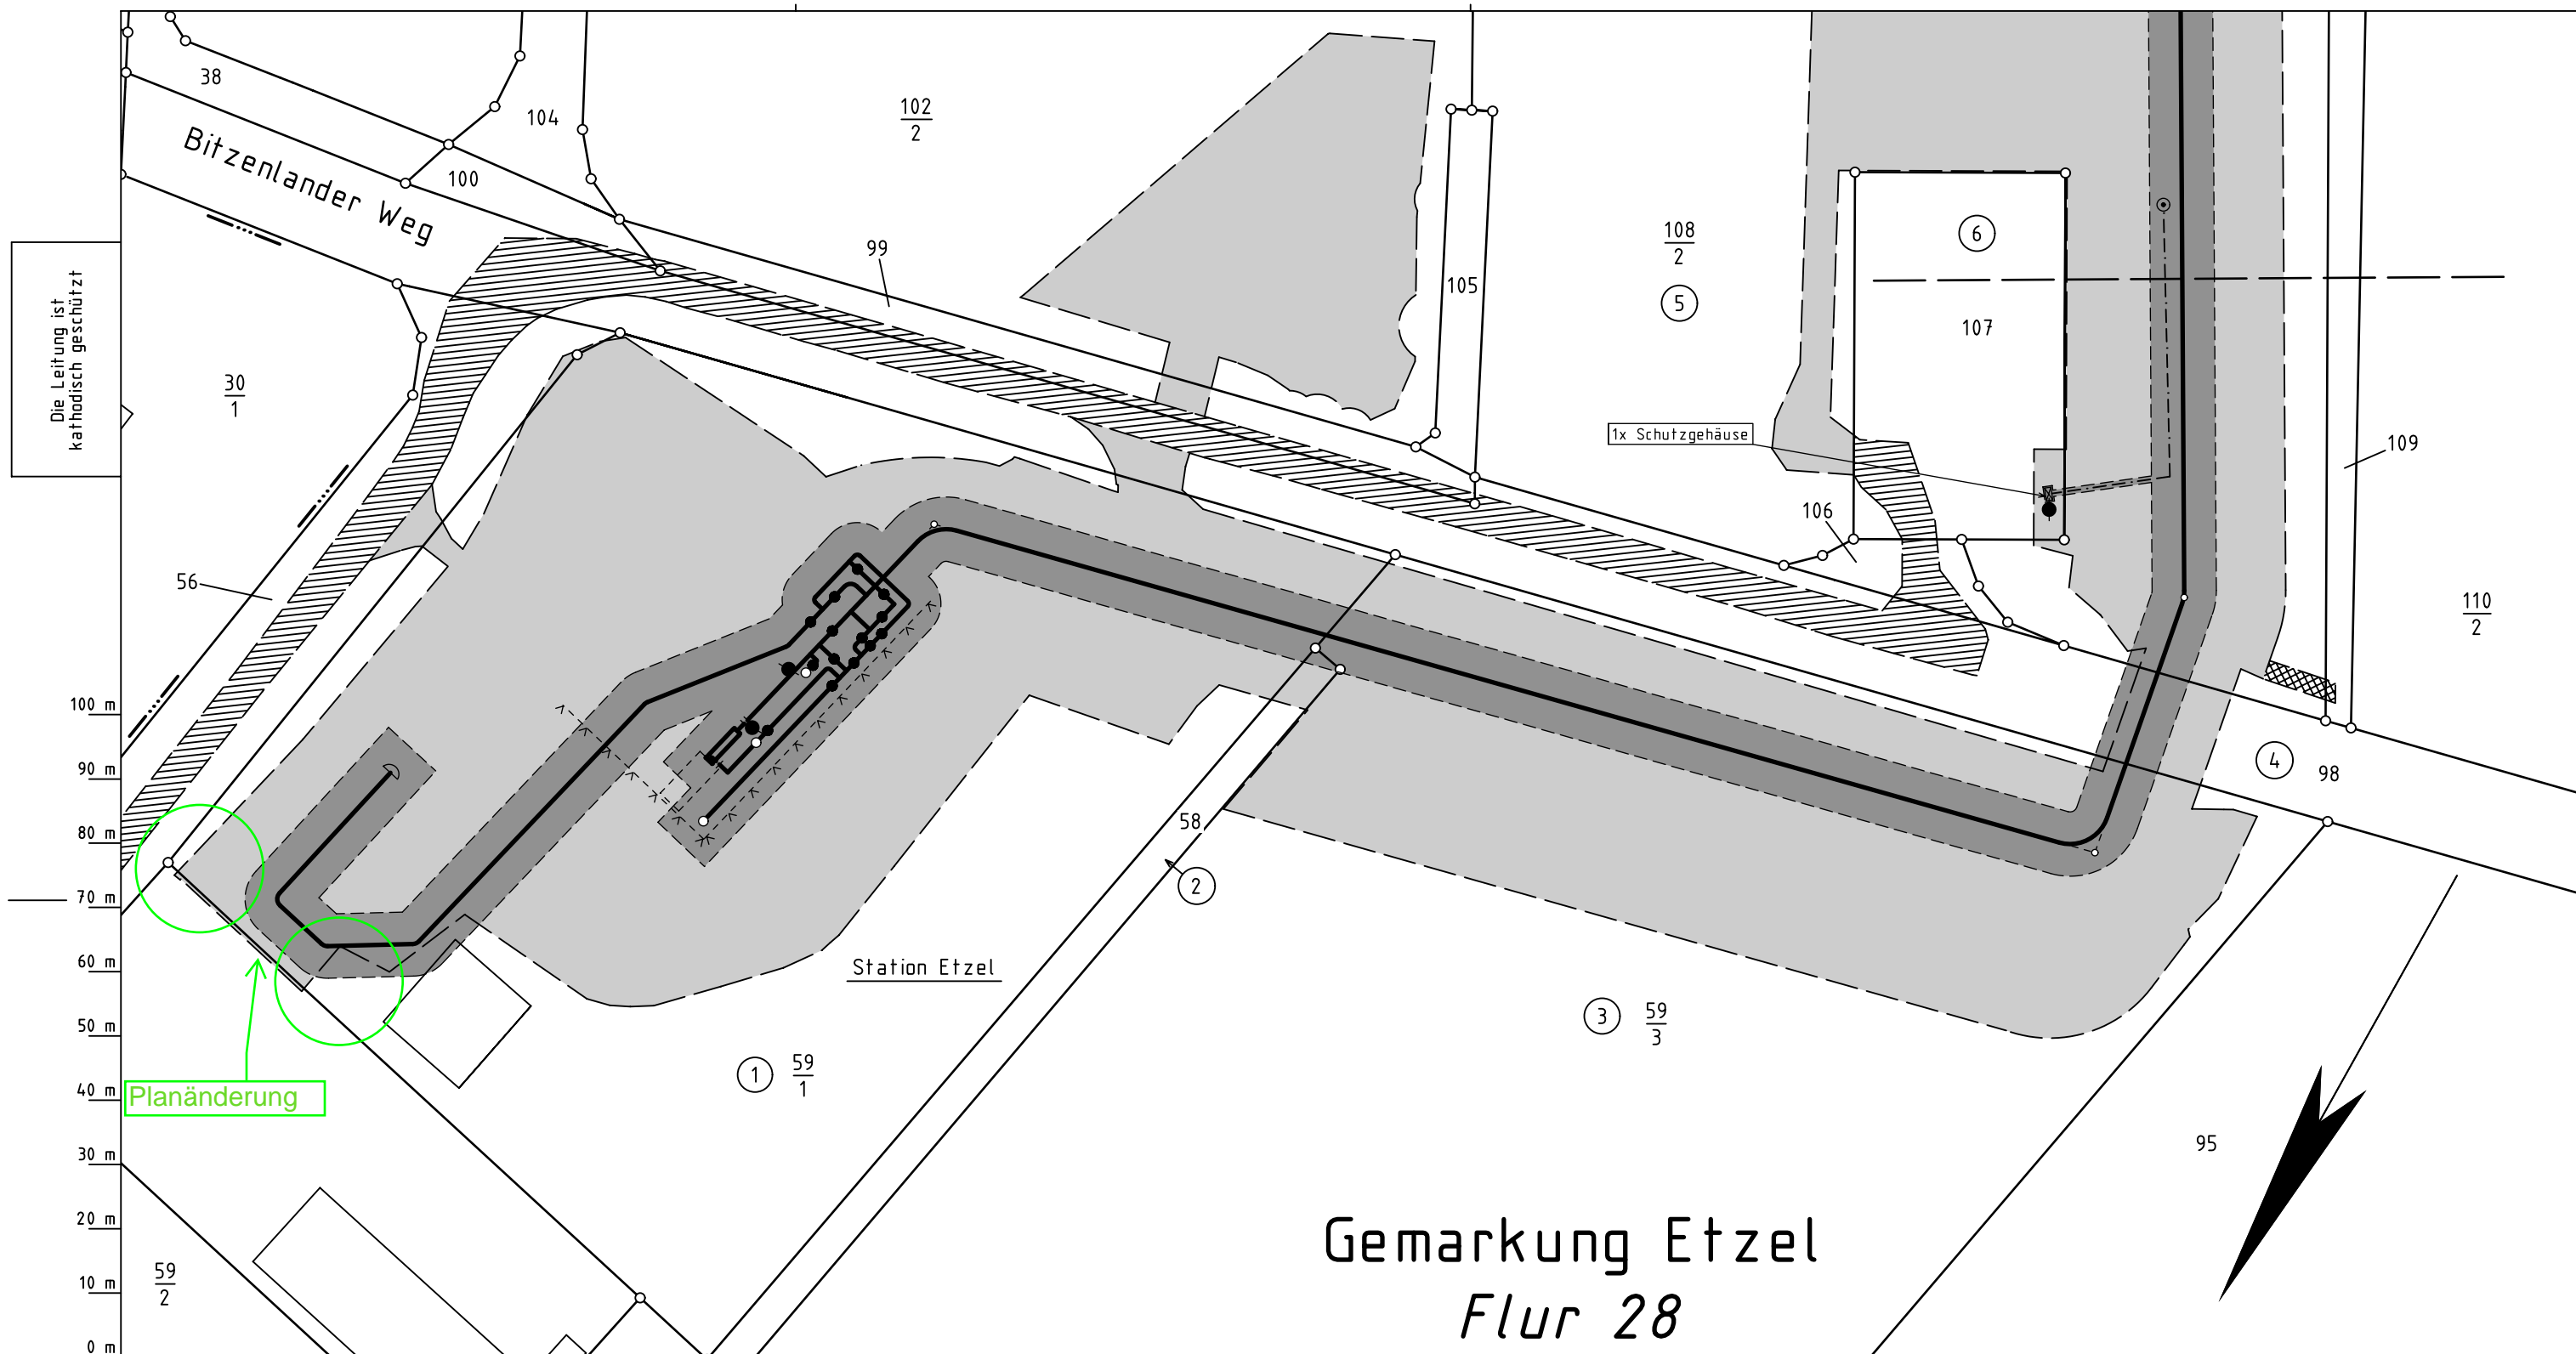 38
104
102
2
Bitzenlander Weg
100
99
108
2
5
6
105
107
Die Leitung ist
kathodisch geschützt
30
1
1x Schutzgehäuse
109
106
56
110
2
100 m
90 m
80 m
70 m
60 m
50 m
40 m
30 m
20 m
10 m
0 m
4
98
58
2
Station Etzel
3
59
3
1
59
1
Planänderung
95
59
2
Gemarkung Etzel
Flur 28